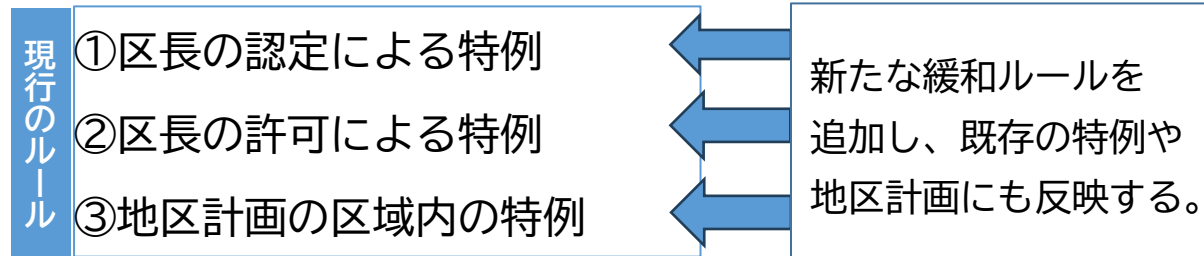 現行のルール
①区長の認定による特例
②区長の許可による特例
③地区計画の区域内の特例
新たな緩和ルールを
追加し、既存の特例や
地区計画にも反映する。